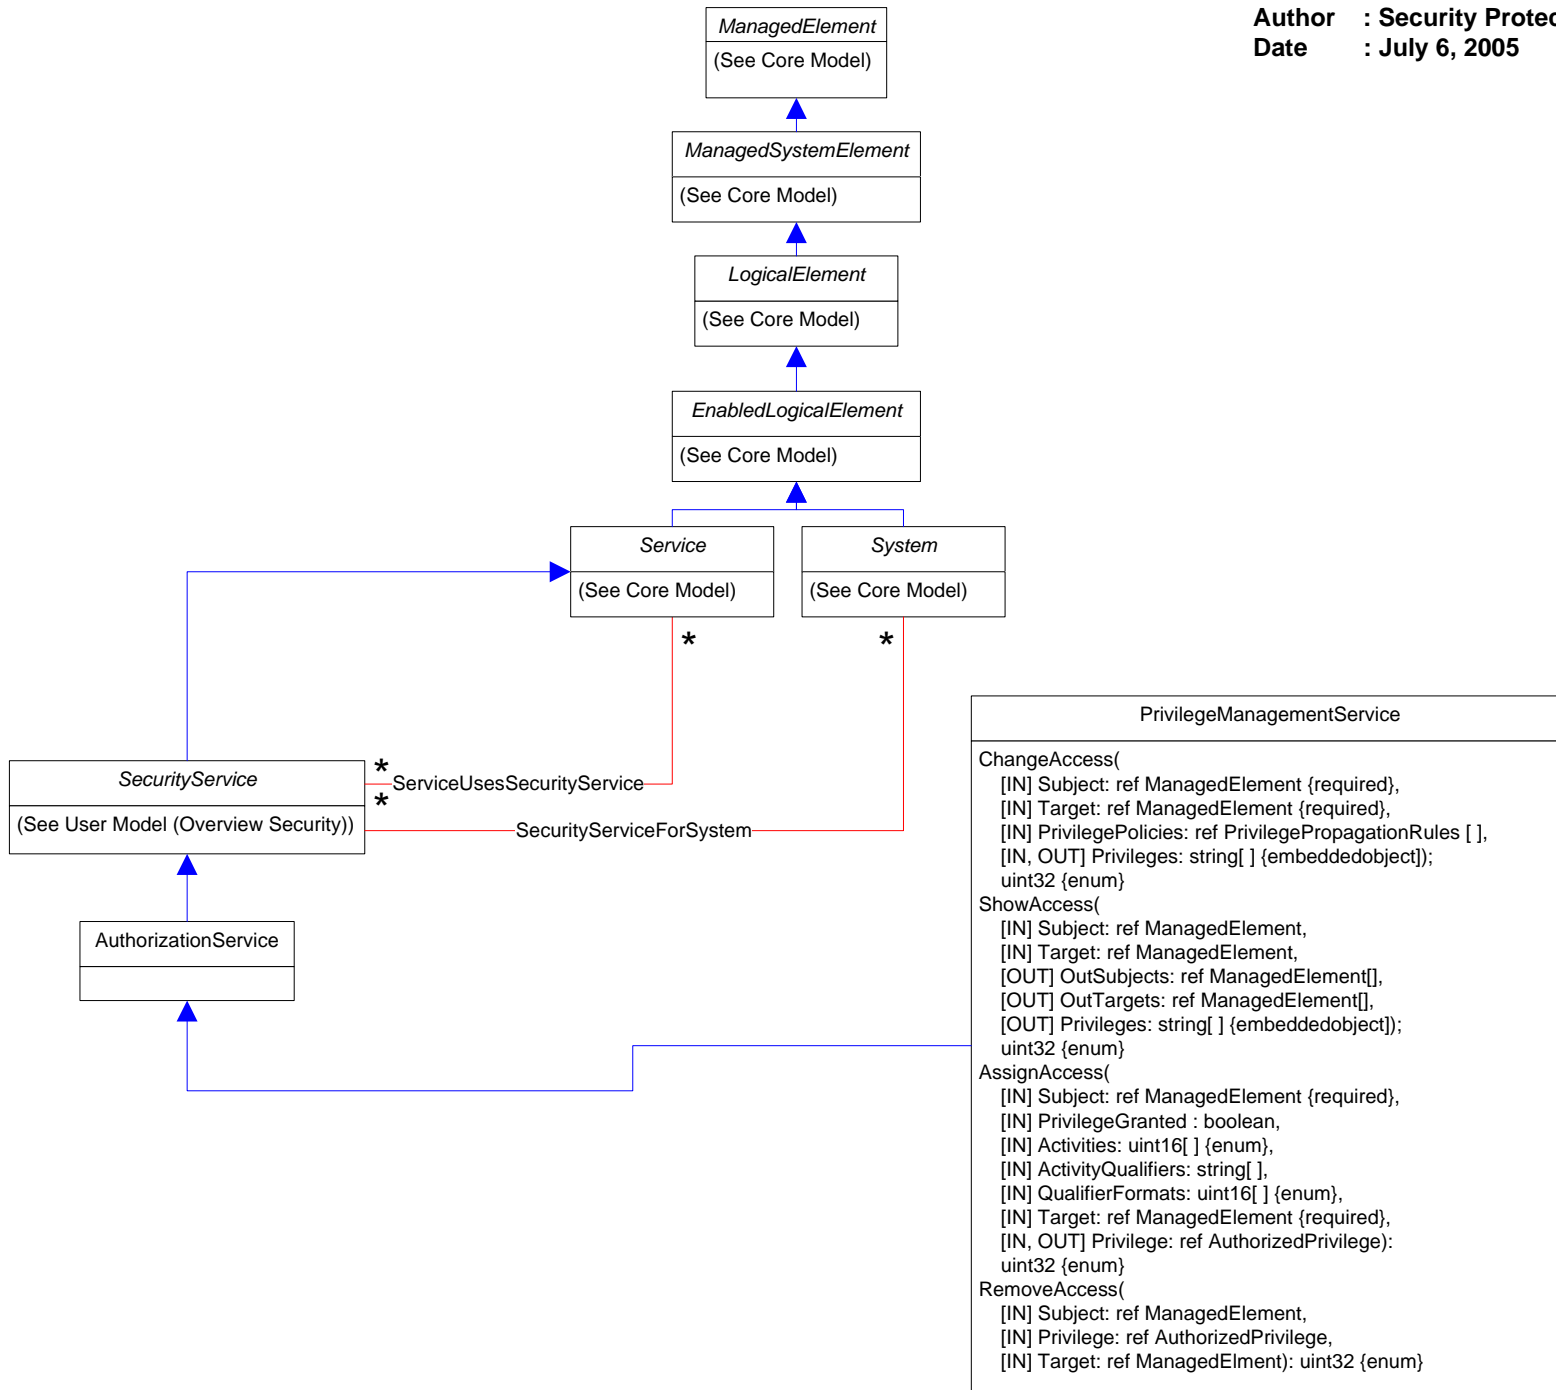 Author : Security Protec
Date : July 6, 2005
ManagedElement
(See Core Model)
ManagedSystemElement
(See Core Model)
LogicalElement
(See Core Model)
EnabledLogicalElement
(See Core Model)
Service
(See Core Model)
System
(See Core Model)
*
*
SecurityService
(See User Model (Overview Security))
*
ServiceUsesSecurityService
*
SecurityServiceForSystem
AuthorizationService
PrivilegeManagementService
ChangeAccess(
[IN] Subject: ref ManagedElement {required},
[IN] Target: ref ManagedElement {required},
[IN] PrivilegePolicies: ref PrivilegePropagationRules [ ],
[IN, OUT] Privileges: string[ ] {embeddedobject]);
uint32 {enum}
ShowAccess(
[IN] Subject: ref ManagedElement,
[IN] Target: ref ManagedElement,
[OUT] OutSubjects: ref ManagedElement[],
[OUT] OutTargets: ref ManagedElement[],
[OUT] Privileges: string[ ] {embeddedobject]);
uint32 {enum}
AssignAccess(
[IN] Subject: ref ManagedElement {required},
[IN] PrivilegeGranted : boolean,
[IN] Activities: uint16[ ] {enum},
[IN] ActivityQualifiers: string[ ],
[IN] QualifierFormats: uint16[ ] {enum},
[IN] Target: ref ManagedElement {required},
[IN, OUT] Privilege: ref AuthorizedPrivilege):
uint32 {enum}
RemoveAccess(
[IN] Subject: ref ManagedElement,
[IN] Privilege: ref AuthorizedPrivilege,
[IN] Target: ref ManagedElment): uint32 {enum}